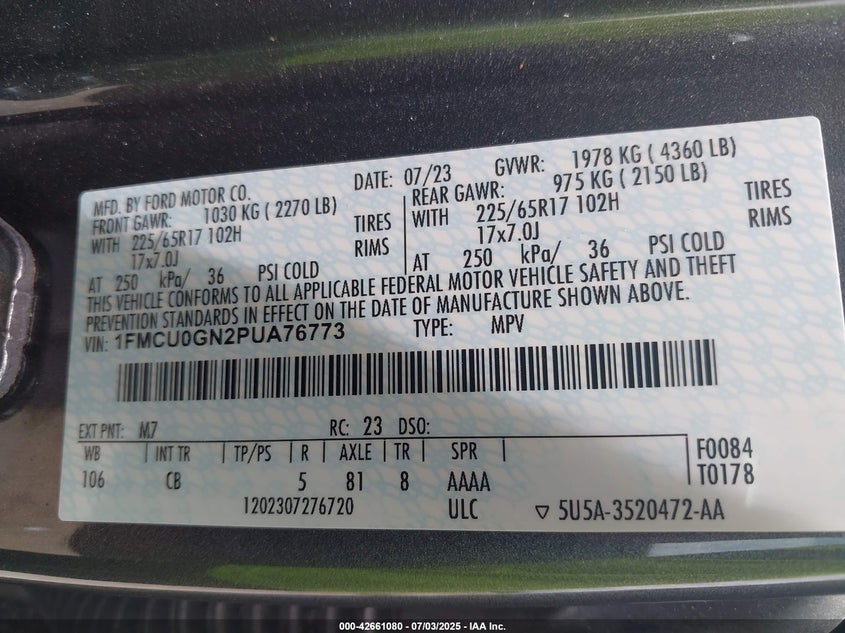 MFD. BY FORD MOTOR CO. DATE: 07/23 GVWR: 1978 KG ( 4360 LB)
FRONT GAWR: 1030 KG ( 2270 LB) REAR GAWR: 975 KG ( 2150 LB)
WITH 225/65R17 102H TIRES WITH 225/65R17 102H TIRES
17x7.0J RIMS 17x7.0J RIMS
AT 250 kPa/ 36 PSI COLD AT 250 kPa/ 36 PSI COLD
THIS VEHICLE CONFORMS TO ALL APPLICABLE FEDERAL MOTOR VEHICLE SAFETY AND THEFT
PREVENTION STANDARDS IN EFFECT ON THE DATE OF MANUFACTURE SHOWN ABOVE.
VIN: 1FMCU0GN2PUA76773 TYPE: MPV
EXT PNT: M7 RC: 23 DSO:
WB INT TR TP/PS R AXLE TR SPR F0084
106 CB 5 81 8 AAAA T0178
1202307276720 ULC ▽ 5U5A-3520472-AA
000-42661080 - 07/03/2025 - IAA Inc.